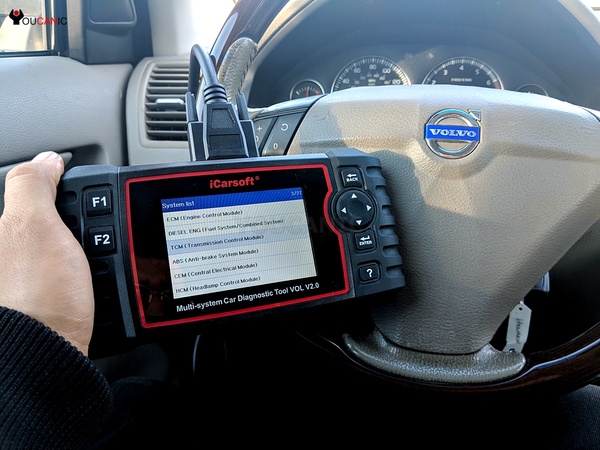 YOUCANIC
VOLVO
iCarsoft®
F1
F2
System list
3/27
ECM (Engine Control Module)
DIESEL ENG (Fuel System/Combined System)
TCM (Transmission Control Module)
ABS (Anti-brake System Module)
CEM (Central Electrical Module)
HCM (Headlamp Control Module)
BACK
ENTER
?
Multi-system Car Diagnostic Tool VOL V2.0